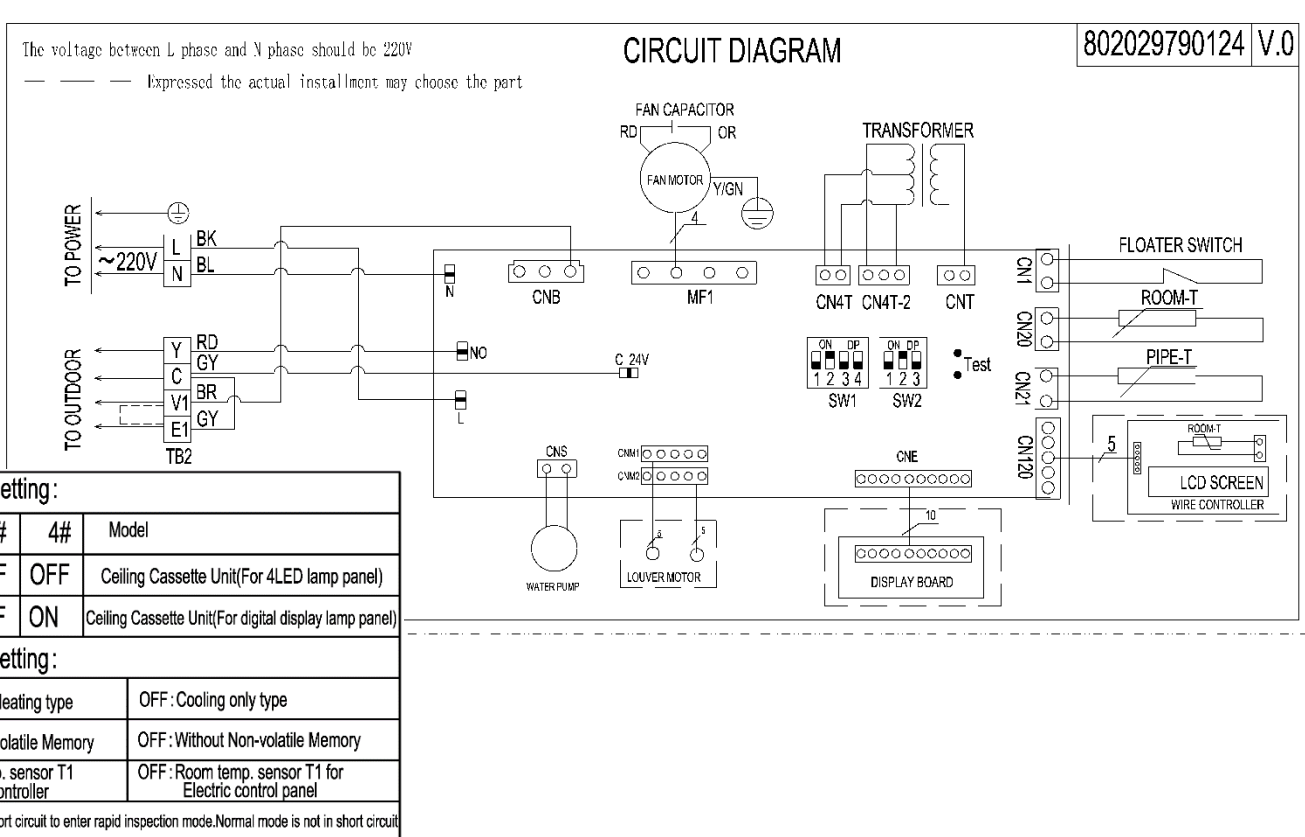 The voltage between L phase and N phase should be 220V
CIRCUIT DIAGRAM
802029790124 V.0
Expressed the actual installment may choose the part
FAN CAPACITOR
RD
OR
FAN MOTOR
Y/GN
4
TRANSFORMER
TO POWER
~220V
L
BK
N
BL
N
CNB
MF1
CN4T
CN4T-2
CNT
CN1
FLOATER SWITCH
CN20
ROOM-T
CN21
PIPE-T
TO OUTDOOR
Y
RD
C
GY
V1
BR
E1
GY
TB2
NO
C 24V
L
ON DP
1 2 3 4
SW1
ON DP
1 2 3
SW2
Test
CNS
WATER PUMP
CNM1
CNM2
6
5
LOUVER MOTOR
CNE
10
DISPLAY BOARD
CN120
5
ROOM-T
LCD SCREEN
WIRE CONTROLLER
etting:
# 4# Model
F OFF Ceiling Cassette Unit(For 4LED lamp panel)
F ON Ceiling Cassette Unit(For digital display lamp panel)
etting:
eating type OFF:Cooling only type
olatile Memory OFF:Without Non-volatile Memory
p. sensor T1 OFF:Room temp. sensor T1 for
ontroller Electric control panel
ort circuit to enter rapid inspection mode.Normal mode is not in short circuit